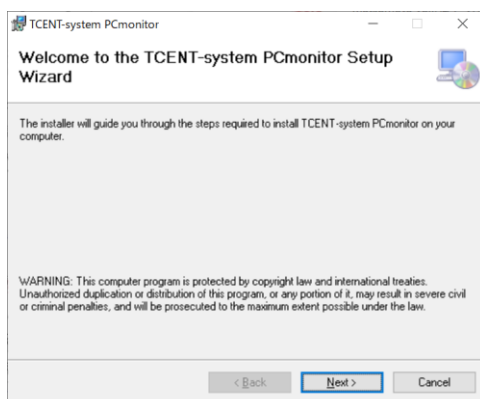 TCENT-system PCmonitor
Welcome to the TCENT-system PCmonitor Setup
Wizard
The installer will guide you through the steps required to install TCENT-system PCmonitor on your
computer.
WARNING: This computer program is protected by copyright law and international treaties.
Unauthorized duplication or distribution of this program, or any portion of it, may result in severe civil
or criminal penalties, and will be prosecuted to the maximum extent possible under the law.
< Back Next > Cancel